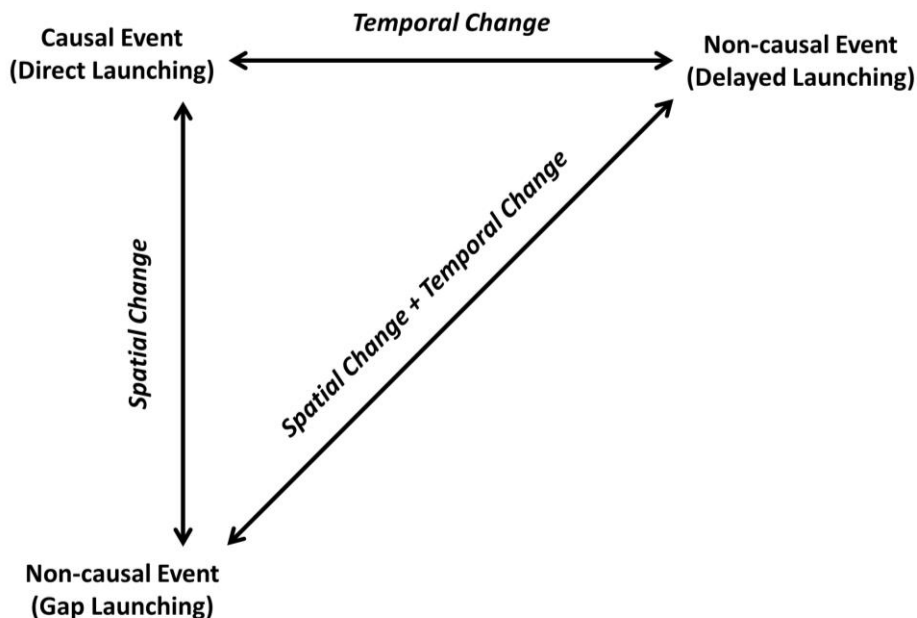 Temporal Change
Causal Event
(Direct Launching)
Non-causal Event
(Delayed Launching)
Spatial Change
Spatial Change + Temporal Change
Non-causal Event
(Gap Launching)